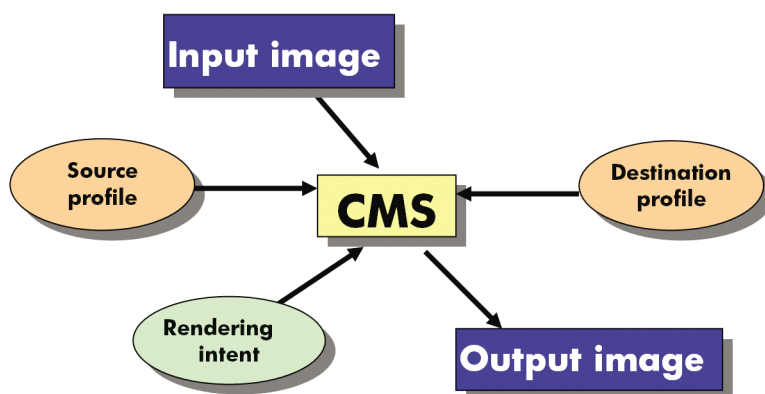 Input image
Source
profile
Destination
profile
CMS
Rendering
intent
Output image